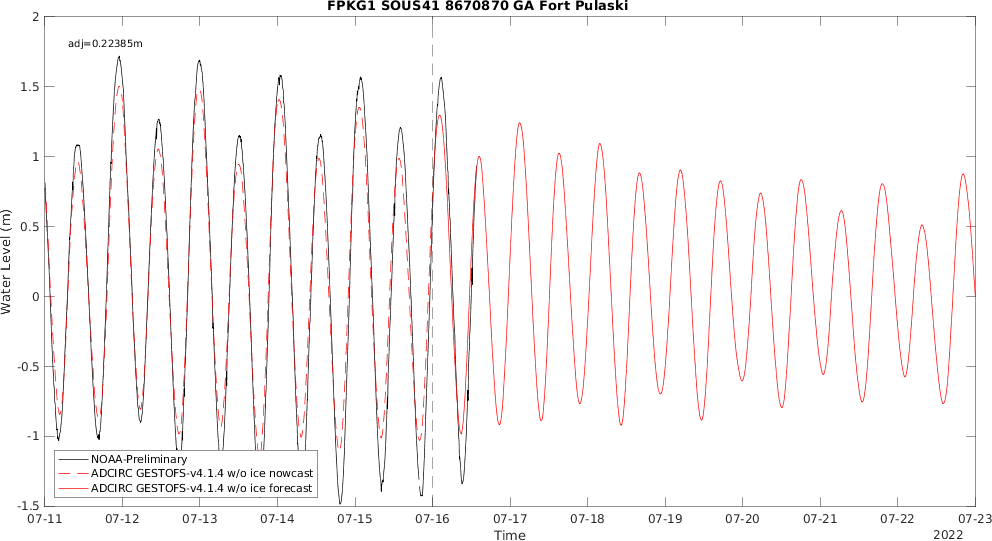 FPKG1 SOUS41 8670870 GA Fort Pulaski
adj=0.22385m
2
1.5
1
0.5
0
-0.5
-1
-1.5
Water Level (m)
NOAA-Preliminary
ADCIRC GESTOFS-v4.1.4 w/o ice nowcast
ADCIRC GESTOFS-v4.1.4 w/o ice forecast
07-11 07-12 07-13 07-14 07-15 07-16 07-17 07-18 07-19 07-20 07-21 07-22 07-23
Time
2022